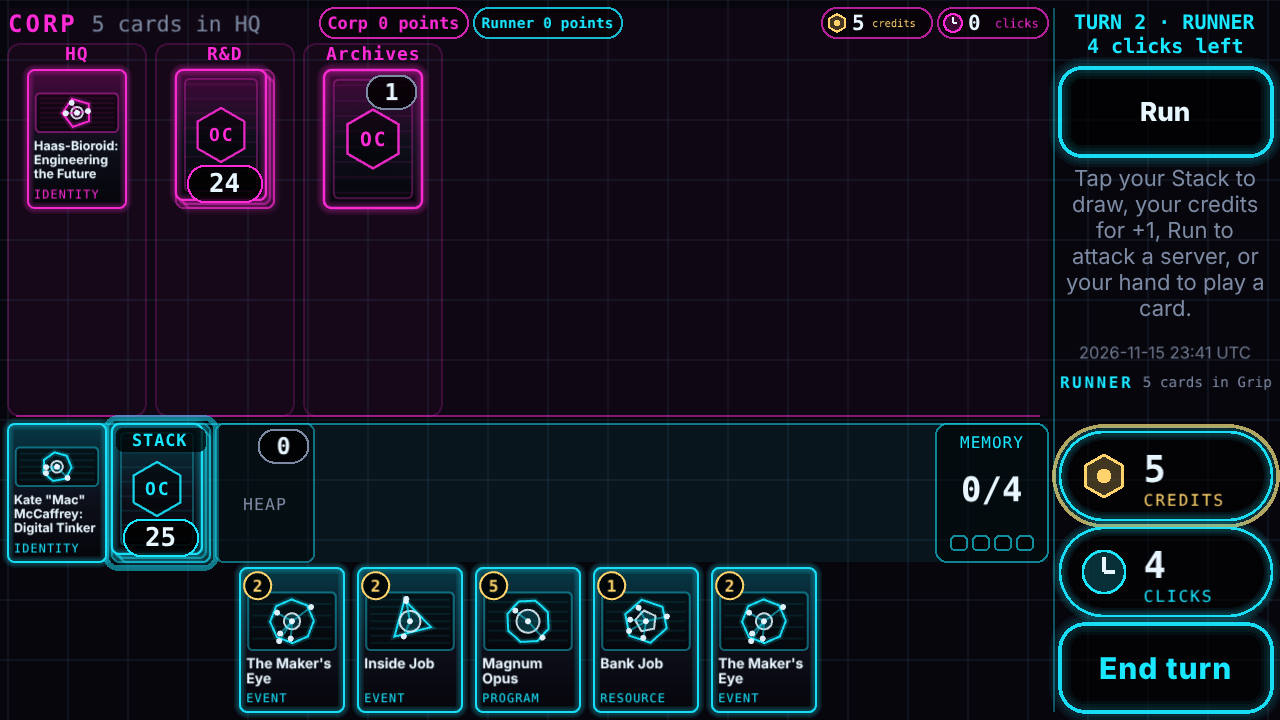 CORP 5 cards in HQ
Corp 0 points
Runner 0 points
5 credits
0 clicks
TURN 2 · RUNNER
4 clicks left
HQ
R&D
Archives
Haas-Bioroid:
Engineering
the Future
IDENTITY
OC
24
1
OC
Run
Tap your Stack to
draw, your credits
for +1, Run to
attack a server, or
your hand to play a
card.
2026-11-15 23:41 UTC
RUNNER 5 cards in Grip
Kate "Mac"
McCaffrey:
Digital Tinker
IDENTITY
STACK
OC
25
0
HEAP
MEMORY
0/4
5
CREDITS
4
CLICKS
End turn
2
The Maker's
Eye
EVENT
2
Inside Job
EVENT
5
Magnum
Opus
PROGRAM
1
Bank Job
RESOURCE
2
The Maker's
Eye
EVENT